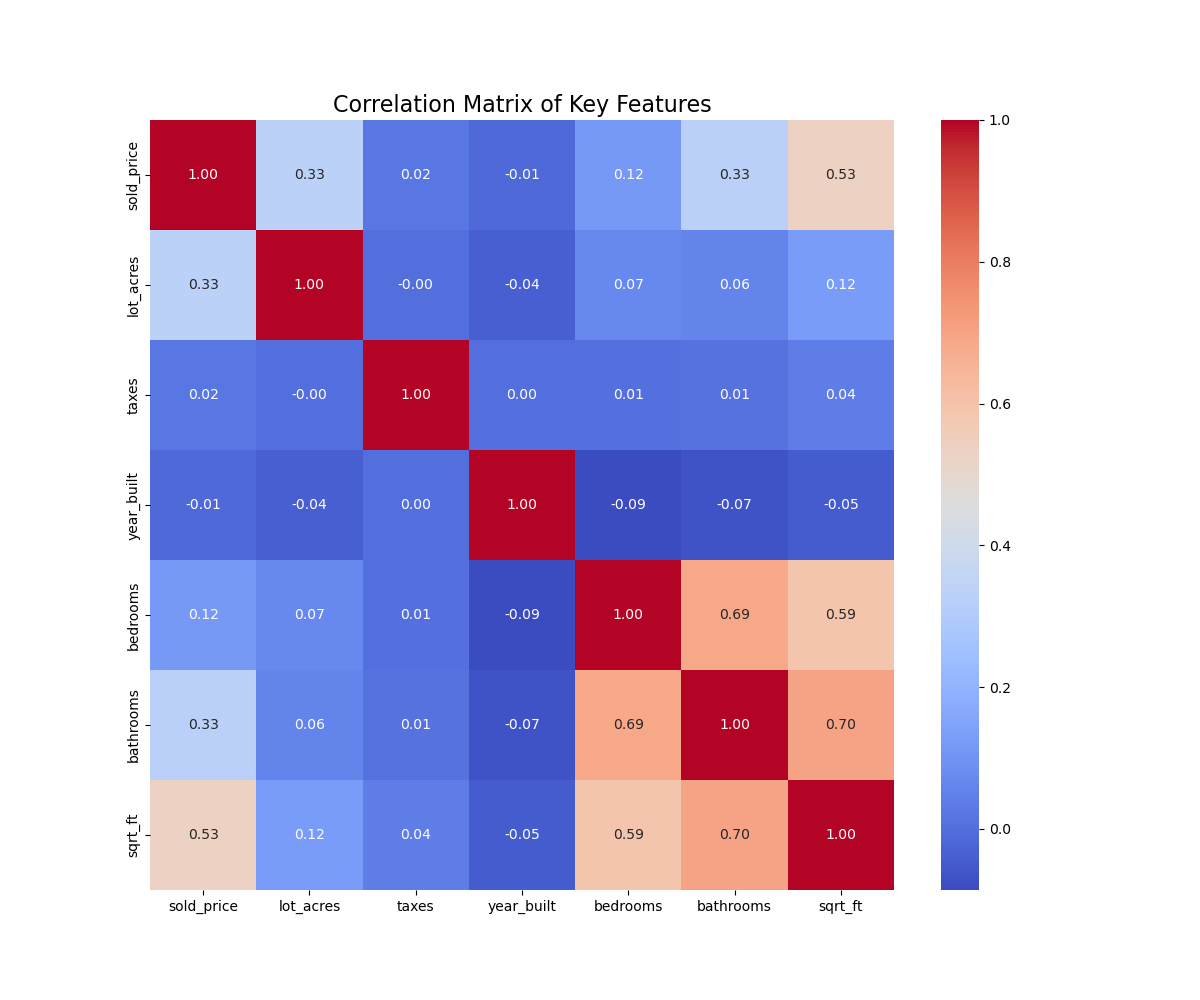 Correlation Matrix of Key Features
sold_price 1.00 0.33 0.02 -0.01 0.12 0.33 0.53
lot_acres 0.33 1.00 -0.00 -0.04 0.07 0.06 0.12
taxes 0.02 -0.00 1.00 0.00 0.01 0.01 0.04
year_built -0.01 -0.04 0.00 1.00 -0.09 -0.07 -0.05
bedrooms 0.12 0.07 0.01 -0.09 1.00 0.69 0.59
bathrooms 0.33 0.06 0.01 -0.07 0.69 1.00 0.70
sqrt_ft 0.53 0.12 0.04 -0.05 0.59 0.70 1.00
sold_price lot_acres taxes year_built bedrooms bathrooms sqrt_ft
1.0
0.8
0.6
0.4
0.2
0.0